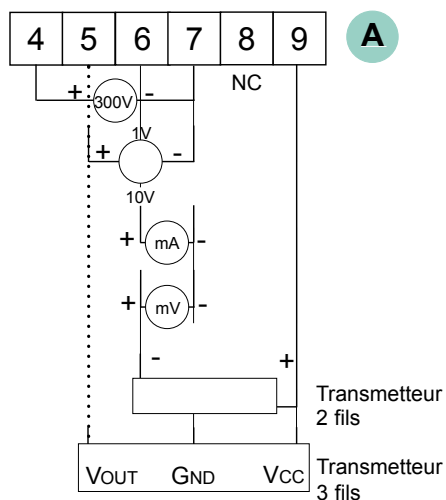 4 5 6 7 8 9 A
NC
+ 300V -
1V
+ -
10V
+ mA -
+ mV -
- +
Transmetteur
2 fils
VOUT GND VCC
Transmetteur
3 fils